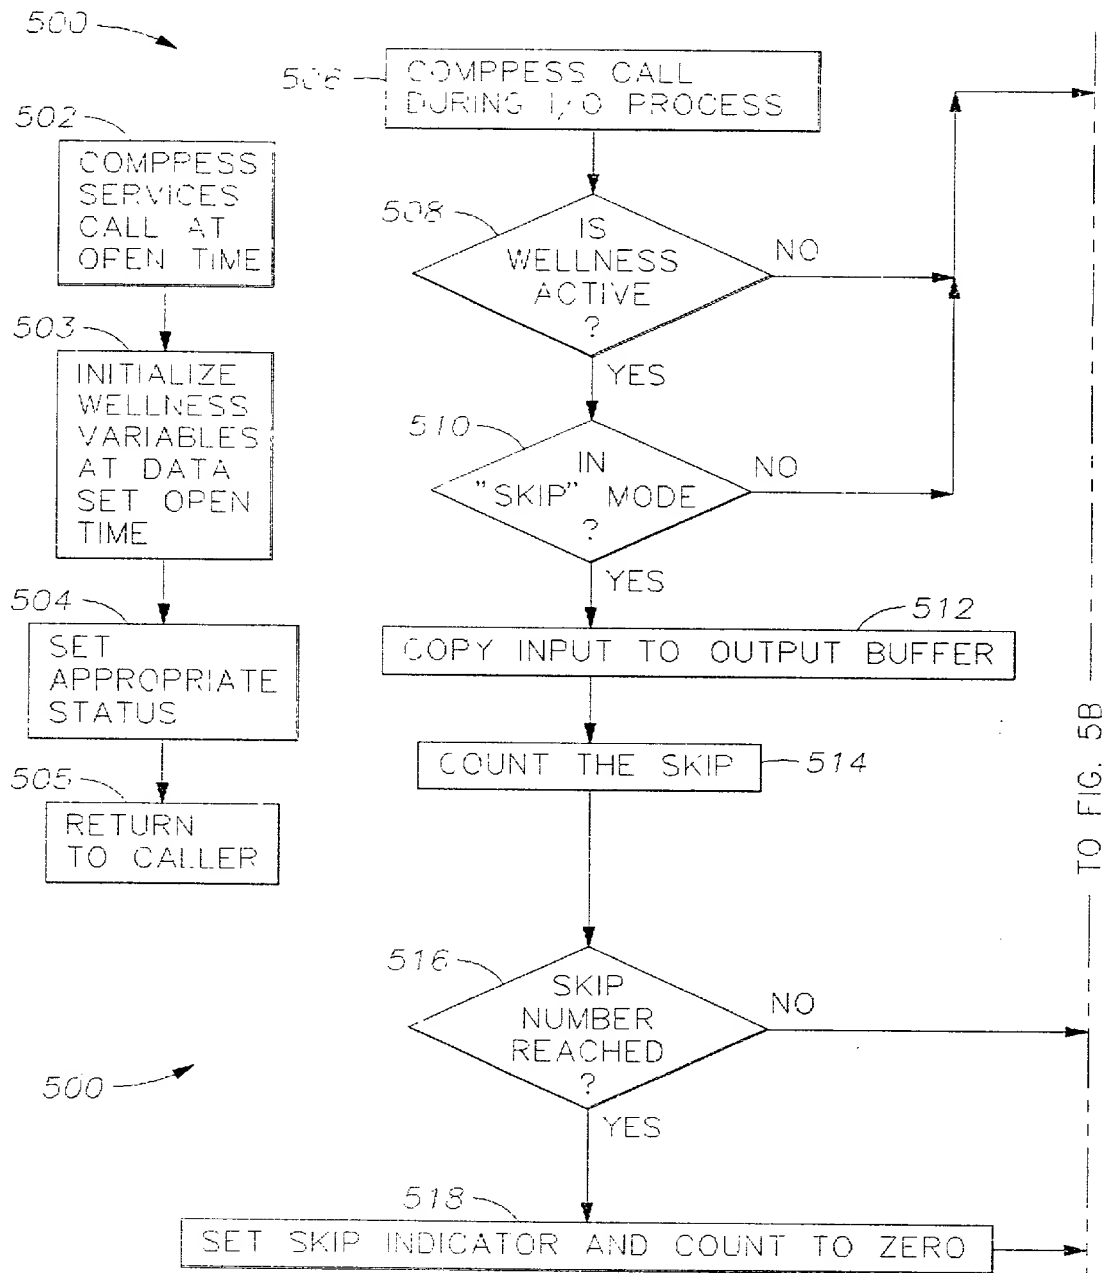 500
502
COMPPESS
SERVICES
CALL AT
OPEN TIME
503
INITIALIZE
WELLNESS
VARIABLES
AT DATA
SET OPEN
TIME
504
SET
APPROPRIATE
STATUS
505
RETURN
TO CALLER
500
506
COMPPESS CALL
DURING I/O PROCESS
508
IS
WELLNESS
ACTIVE
?
NO
YES
510
IN
"SKIP" MODE
?
NO
YES
512
COPY INPUT TO OUTPUT BUFFER
COUNT THE SKIP
514
516
SKIP
NUMBER
REACHED
?
NO
YES
518
SET SKIP INDICATOR AND COUNT TO ZERO
TO FIG. 5B